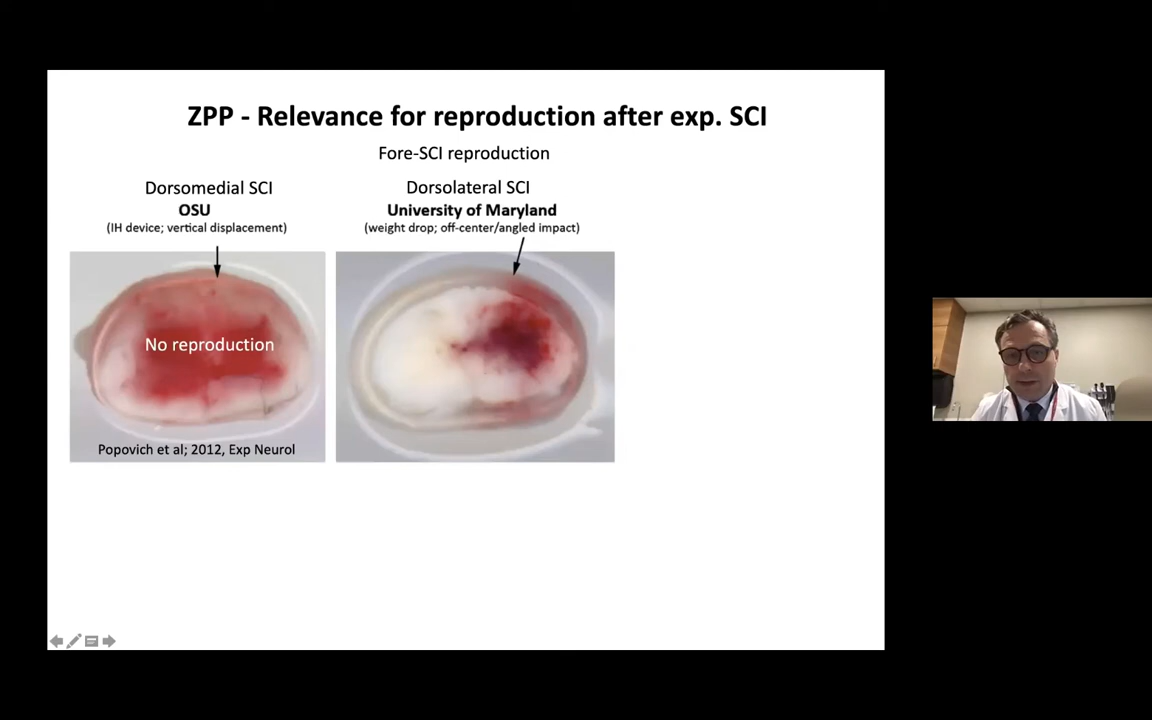 ZPP - Relevance for reproduction after exp. SCI
Fore-SCI reproduction
Dorsomedial SCI
OSU
(IH device; vertical displacement)
Dorsolateral SCI
University of Maryland
(weight drop; off-center/angled impact)
No reproduction
Popovich et al; 2012, Exp Neurol